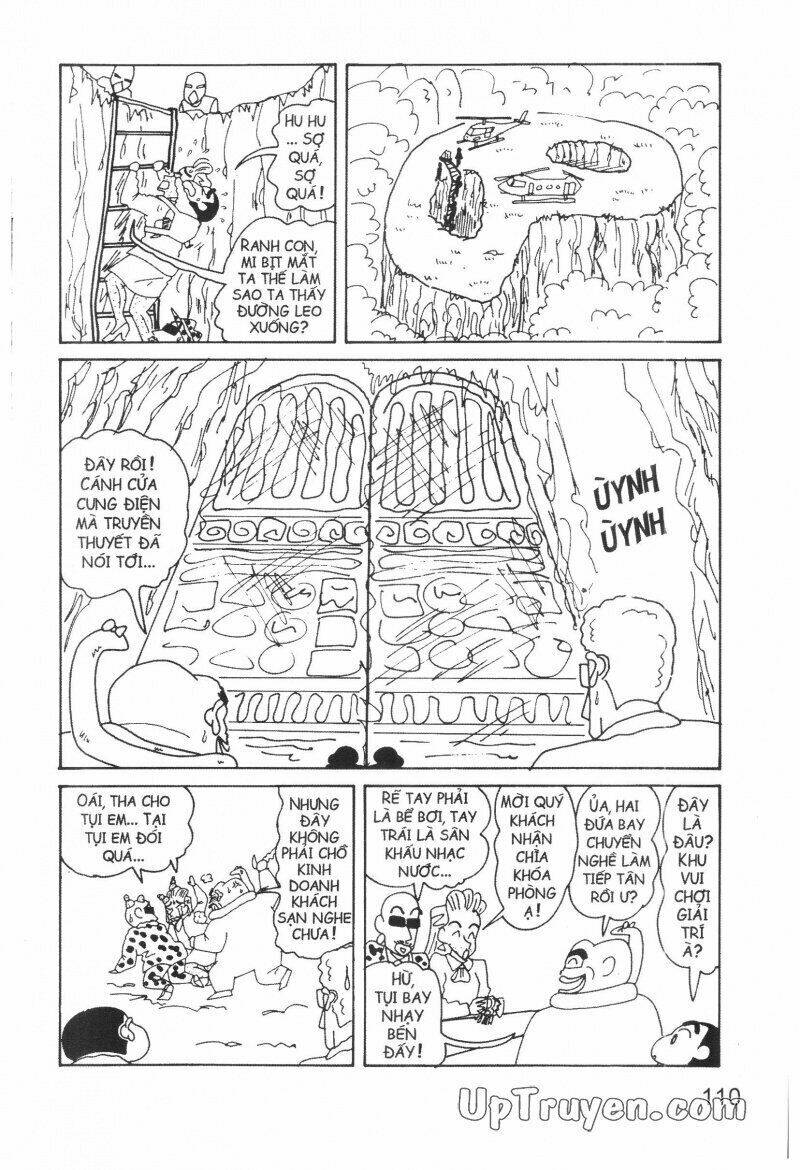 HU HU
... SỢ
QUÁ,
SỢ
QUÁ!
RANH CON,
MI BỊT MẮT
TA THẾ LÀM
SAO TA THẤY
ĐƯỜNG LEO
XUỐNG?
ĐÂY RỒI!
CÁNH CỬA
CUNG ĐIỆN
MÀ TRUYỀN
THUYẾT ĐÃ
NÓI TỚI...
ÙỲNH
ÙỲNH
OÁI, THA CHO
TỤI EM... TẠI
TỤI EM ĐÓI
QUÁ...
NHƯNG
ĐÂY
KHÔNG
PHẢI CHỖ
KINH
DOANH
KHÁCH
SẠN NGHE
CHƯA!
RẼ TAY PHẢI
LÀ BỂ BƠI, TAY
TRÁI LÀ SÂN
KHẤU NHẠC
NƯỚC...
MỜI QUÝ
KHÁCH
NHẬN
CHÌA
KHÓA
PHÒNG
Ạ!
ỦA, HAI
ĐỨA BAY
CHUYỂN
NGHỀ LÀM
TIẾP TÂN
RỒI Ư?
ĐÂY
LÀ
ĐÂU?
KHU
VUI
CHƠI
GIẢI
TRÍ
À?
HỪ,
TỤI BAY
NHẠY
BÉN
ĐẤY!
110
UpTruyen.com